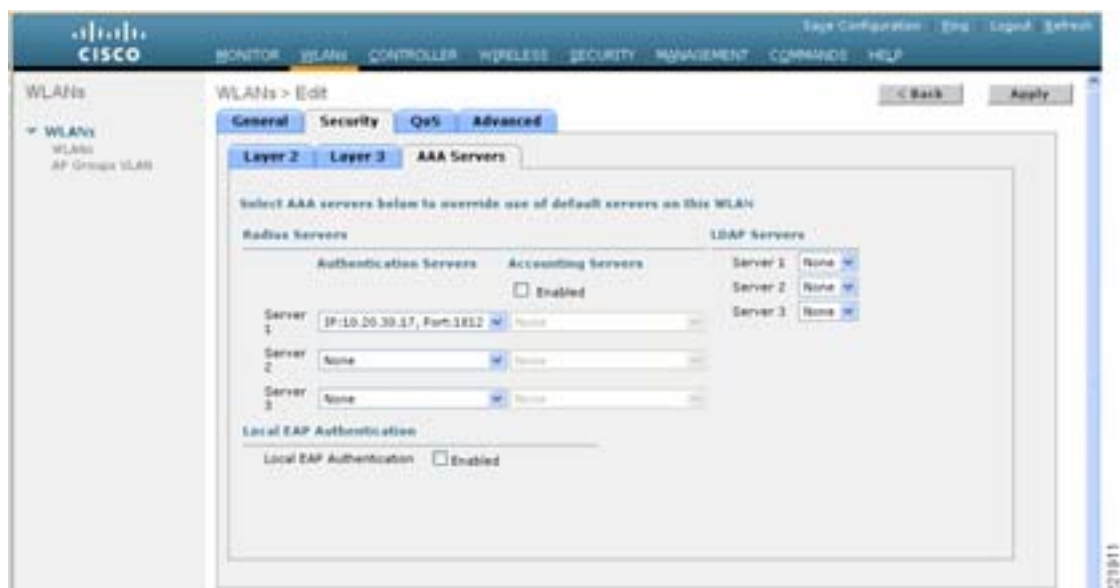 Save Configuration Ping Logout Refresh
CISCO
MONITOR WLANs CONTROLLER WIRELESS SECURITY MANAGEMENT COMMANDS HELP
WLANs
WLANs > Edit
< Back
Apply
WLANs
WLANs
AP Groups VLAN
General Security QoS Advanced
Layer 2 Layer 3 AAA Servers
Select AAA servers below to override use of default servers on this WLAN
Radius Servers
LDAP Servers
Authentication Servers Accounting Servers
Enabled
Server 1 None
Server 2 None
Server 3 None
Server 1 IP:10.20.30.17, Port:1812 None
Server 2 None None
Server 3 None None
Local EAP Authentication
Local EAP Authentication Enabled